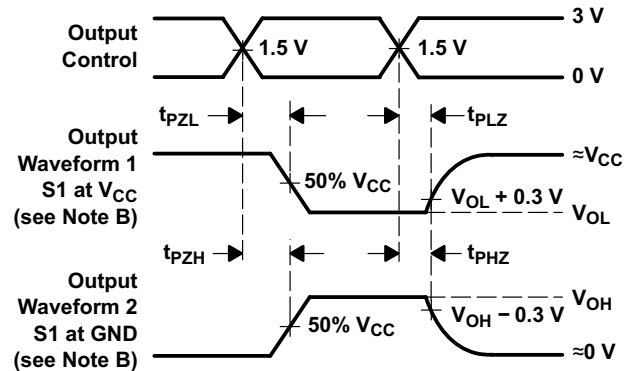 Output
Control
1.5 V
1.5 V
3 V
0 V
tPZL
tPLZ
Output
Waveform 1
S1 at VCC
(see Note B)
50% VCC
≈VCC
VOL + 0.3 V
VOL
tPZH
tPHZ
Output
Waveform 2
S1 at GND
(see Note B)
50% VCC
VOH
VOH − 0.3 V
≈0 V